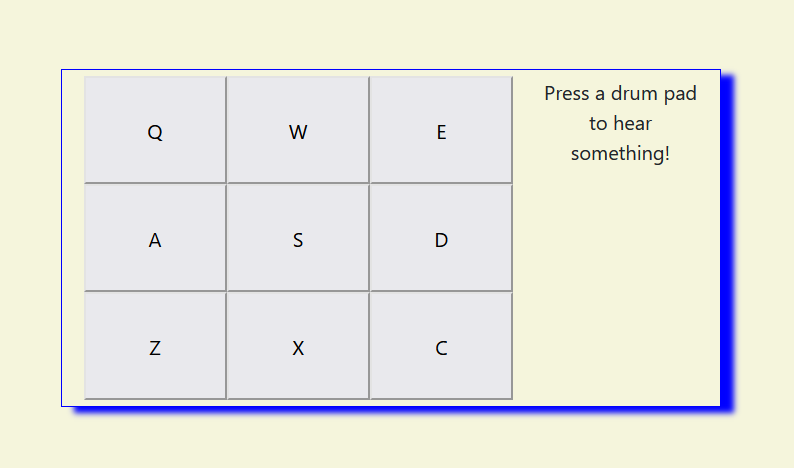 Q W E
Press a drum pad
to hear
something!
A S D
Z X C